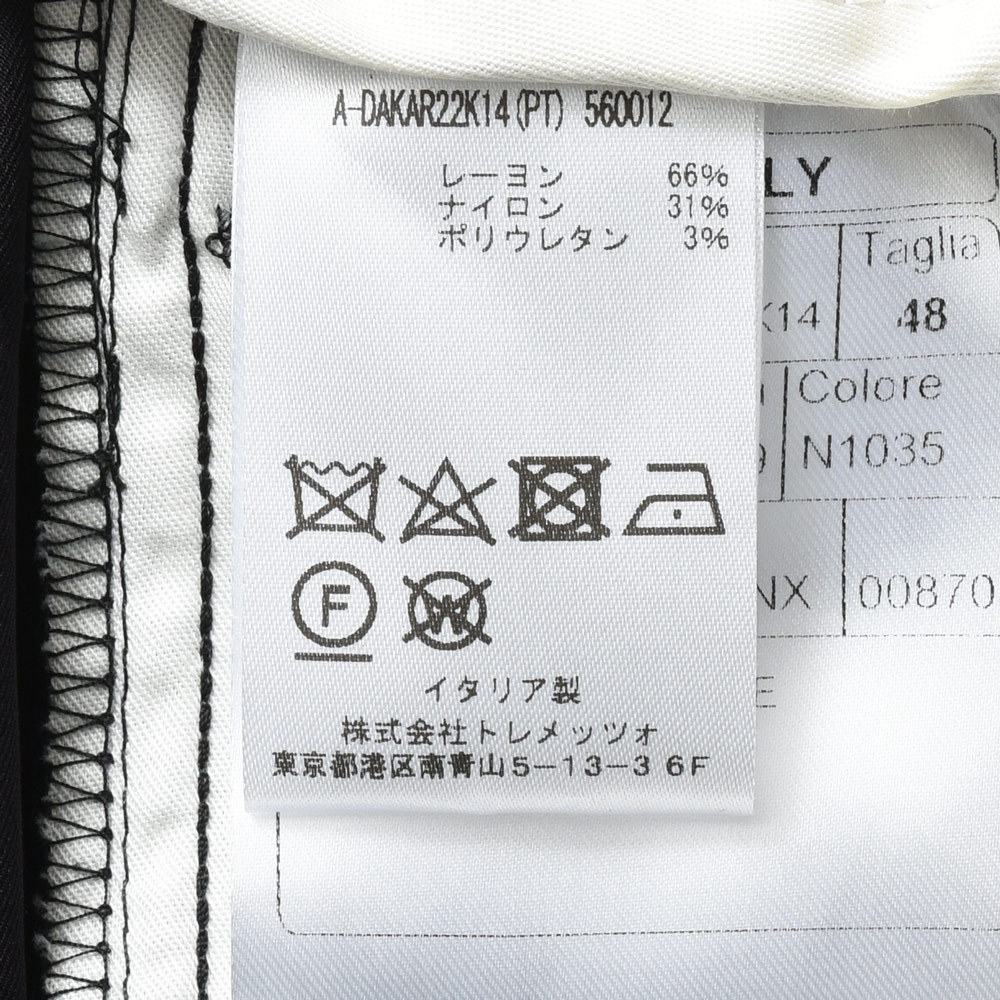 A-DAKAR22K14(PT) 560012
レーヨン 66%
ナイロン 31%
ポリウレタン 3%
F
W
イタリア製
株式会社トレメッツォ
東京都港区南青山5-13-3 6F
LY
Taglia
K14 48
Colore
N1035
NX 00870
E